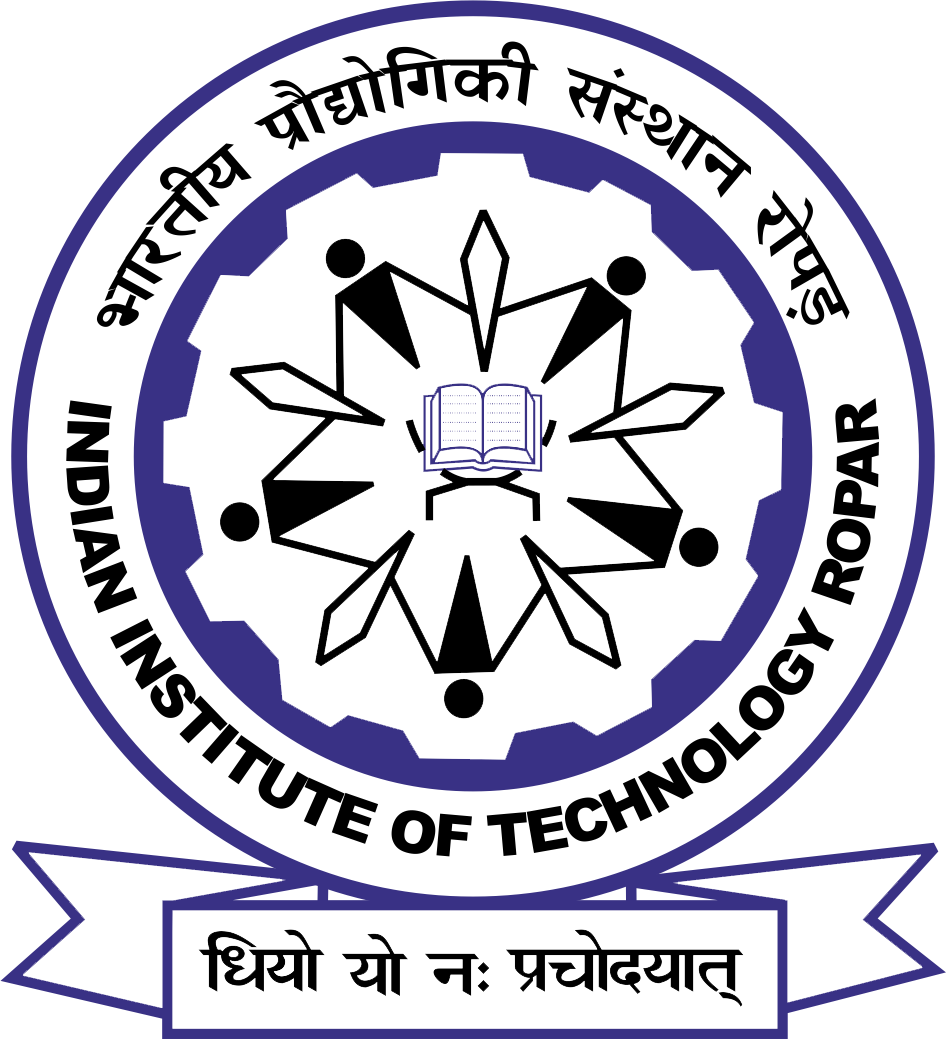 भारतीय प्रौद्योगिकी संस्थान रोपड़
INDIAN INSTITUTE OF TECHNOLOGY ROPAR
धियो यो नः प्रचोदयात्